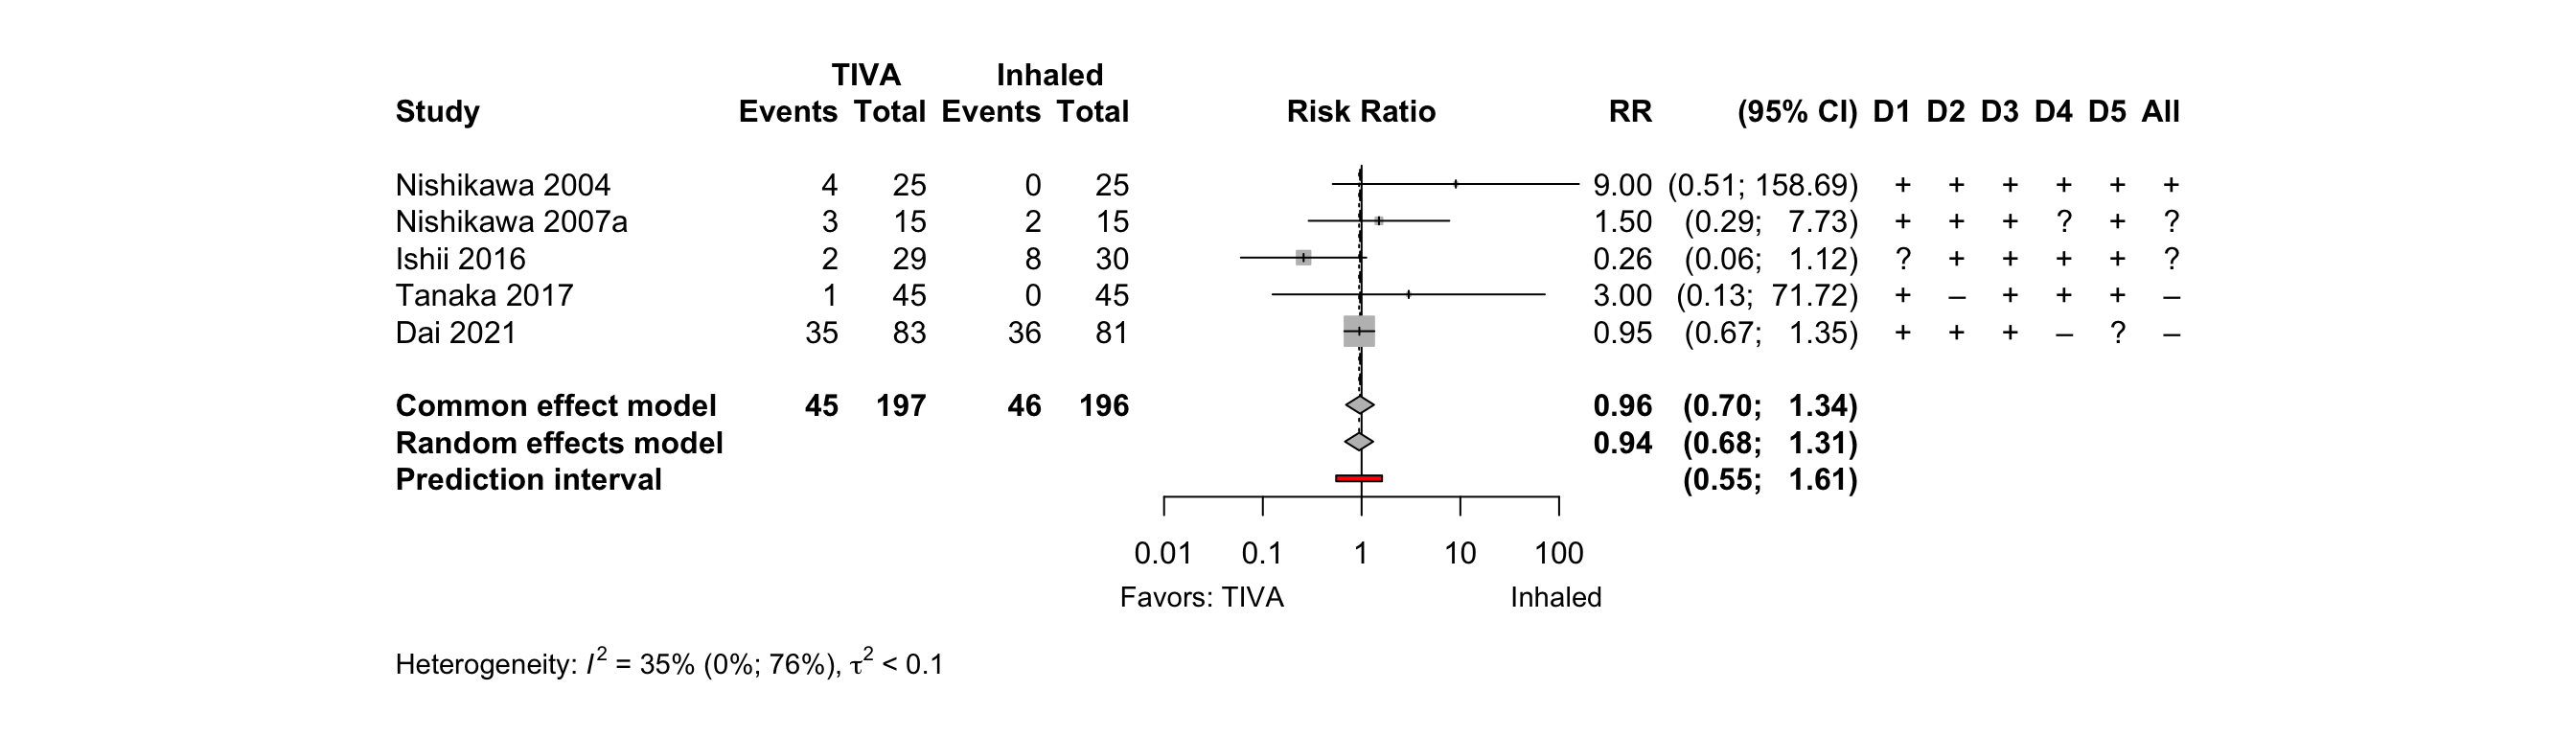 TIVA Inhaled
Study Events Total Events Total Risk Ratio RR (95% CI) D1 D2 D3 D4 D5 All
Nishikawa 2004 4 25 0 25 9.00 (0.51; 158.69) + + + + + +
Nishikawa 2007a 3 15 2 15 1.50 (0.29; 7.73) + + + ? + ?
Ishii 2016 2 29 8 30 0.26 (0.06; 1.12) ? + + + + ?
Tanaka 2017 1 45 0 45 3.00 (0.13; 71.72) + – + + + –
Dai 2021 35 83 36 81 0.95 (0.67; 1.35) + + + – ? –
Common effect model 45 197 46 196 0.96 (0.70; 1.34)
Random effects model 0.94 (0.68; 1.31)
Prediction interval (0.55; 1.61)
0.01 0.1 1 10 100
Favors: TIVA Inhaled
Heterogeneity: I² = 35% (0%; 76%), τ² < 0.1